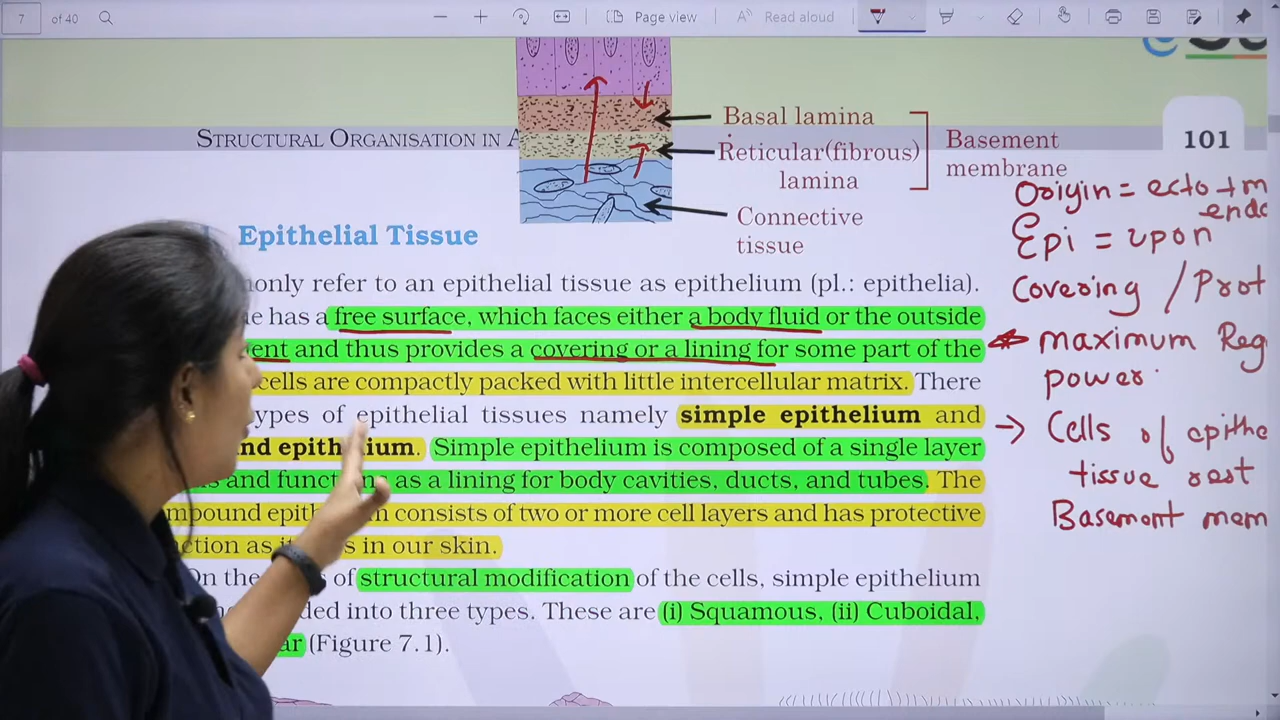 7 of 40
Page view
Read aloud
Basal lamina
Reticular(fibrous)
lamina
Basement
membrane
Connective
tissue
STRUCTURAL ORGANISATION IN A
101
Origin = ecto + m
endo
Epi = upon
Covering / Prot
maximum Reg
power.
→ Cells of epithe
tissue rest
Basemont mem
Epithelial Tissue
only refer to an epithelial tissue as epithelium (pl.: epithelia).
has a free surface, which faces either a body fluid or the outside
ent and thus provides a covering or a lining for some part of the
cells are compactly packed with little intercellular matrix. There
ypes of epithelial tissues namely simple epithelium and
nd epithelium. Simple epithelium is composed of a single layer
and functions as a lining for body cavities, ducts, and tubes. The
mpound epith n consists of two or more cell layers and has protective
ction as it s in our skin.
On the s of structural modification of the cells, simple epithelium
ded into three types. These are (i) Squamous, (ii) Cuboidal,
ar (Figure 7.1).